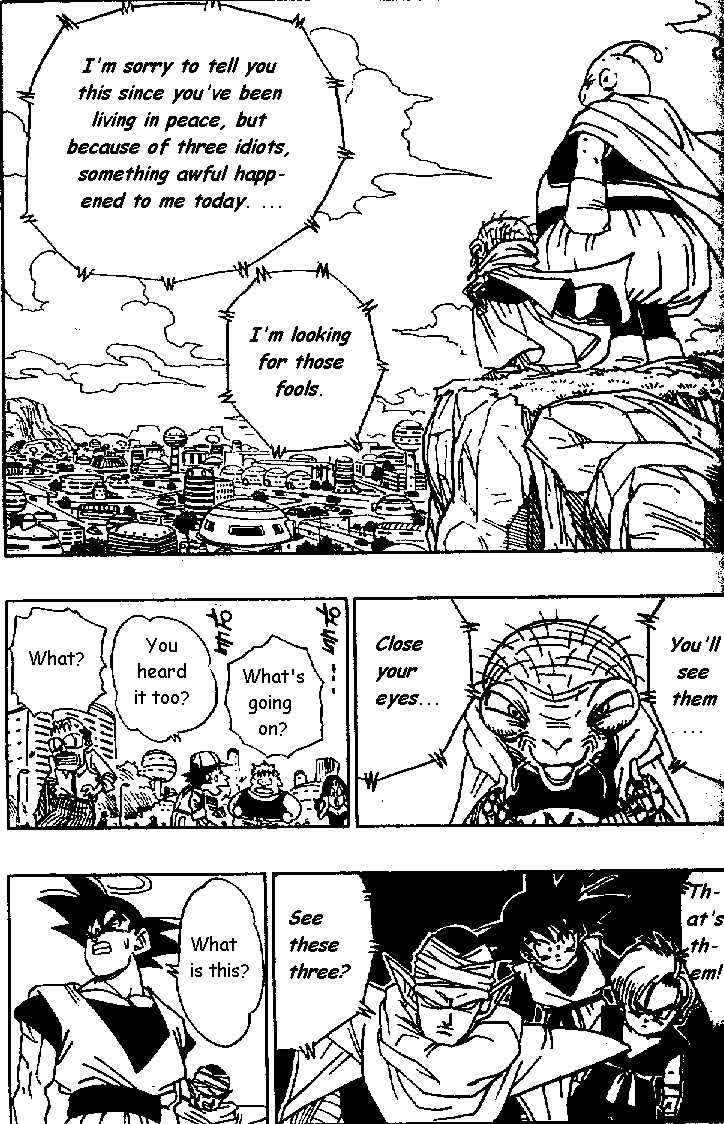 I'm sorry to tell you
this since you've been
living in peace, but
because of three idiots,
something awful happ-
ened to me today. ...
I'm looking
for those
fools.
What?
You
heard
it too?
What's
going
on?
Close
your
eyes...
You'll
see
them
....
What
is this?
See
these
three?
Th-
at's
th-
em!